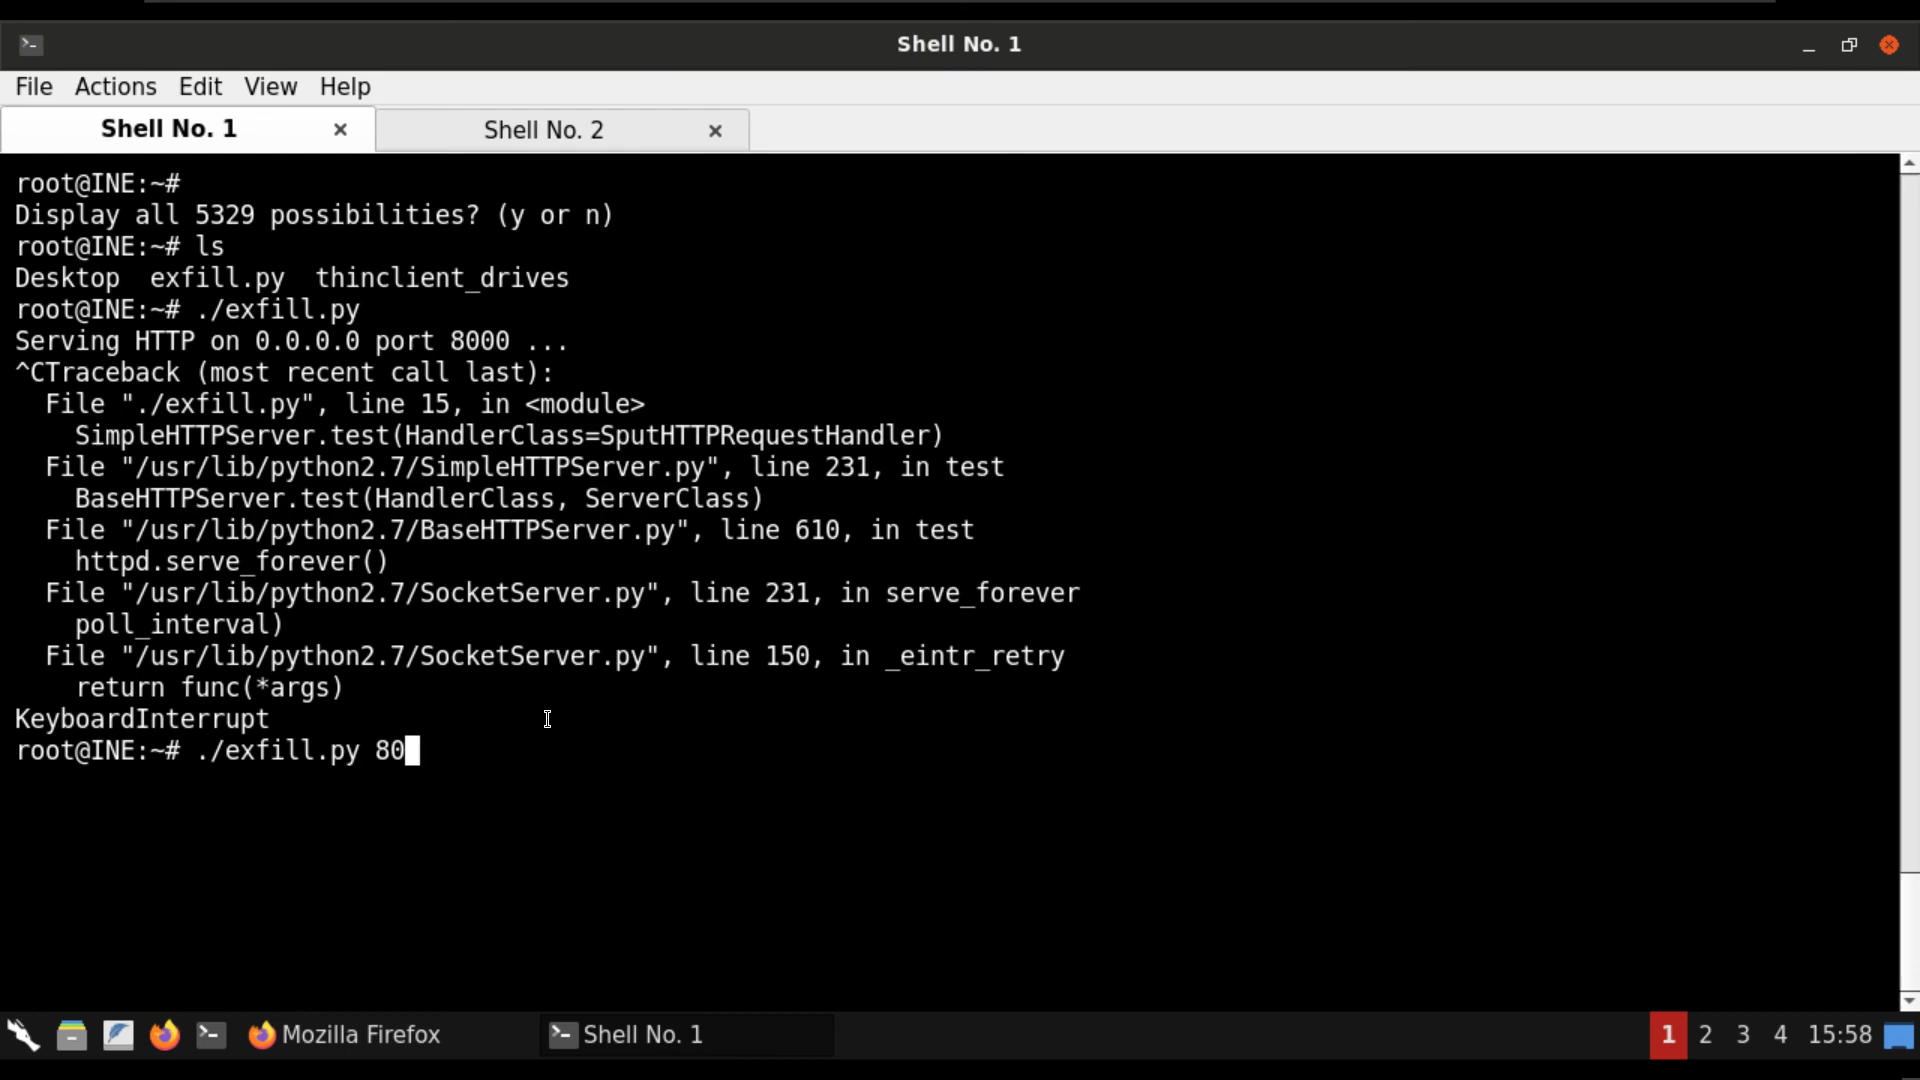 Shell No. 1
File Actions Edit View Help
Shell No. 1 × Shell No. 2 ×
root@INE:~#
Display all 5329 possibilities? (y or n)
root@INE:~# ls
Desktop  exfill.py  thinclient_drives
root@INE:~# ./exfill.py
Serving HTTP on 0.0.0.0 port 8000 ...
^CTraceback (most recent call last):
  File "./exfill.py", line 15, in <module>
    SimpleHTTPServer.test(HandlerClass=SputHTTPRequestHandler)
  File "/usr/lib/python2.7/SimpleHTTPServer.py", line 231, in test
    BaseHTTPServer.test(HandlerClass, ServerClass)
  File "/usr/lib/python2.7/BaseHTTPServer.py", line 610, in test
    httpd.serve_forever()
  File "/usr/lib/python2.7/SocketServer.py", line 231, in serve_forever
    poll_interval)
  File "/usr/lib/python2.7/SocketServer.py", line 150, in _eintr_retry
    return func(*args)
KeyboardInterrupt
root@INE:~# ./exfill.py 80
Mozilla Firefox Shell No. 1 1 2 3 4 15:58